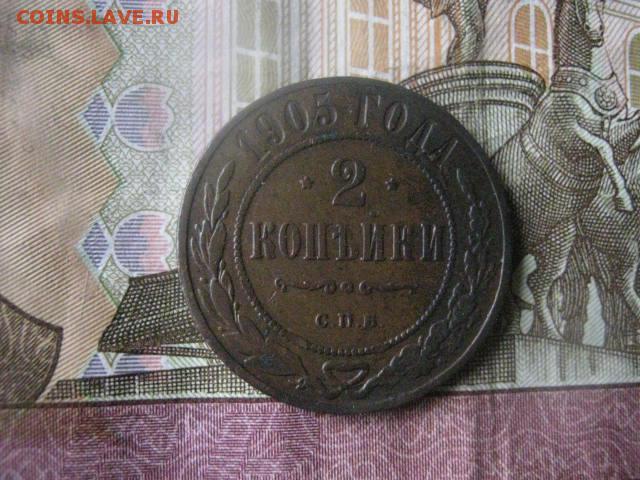 COINS.LAVE.RU
1905 ГОДА
2
КОПѢЙКИ
С.П.Б.